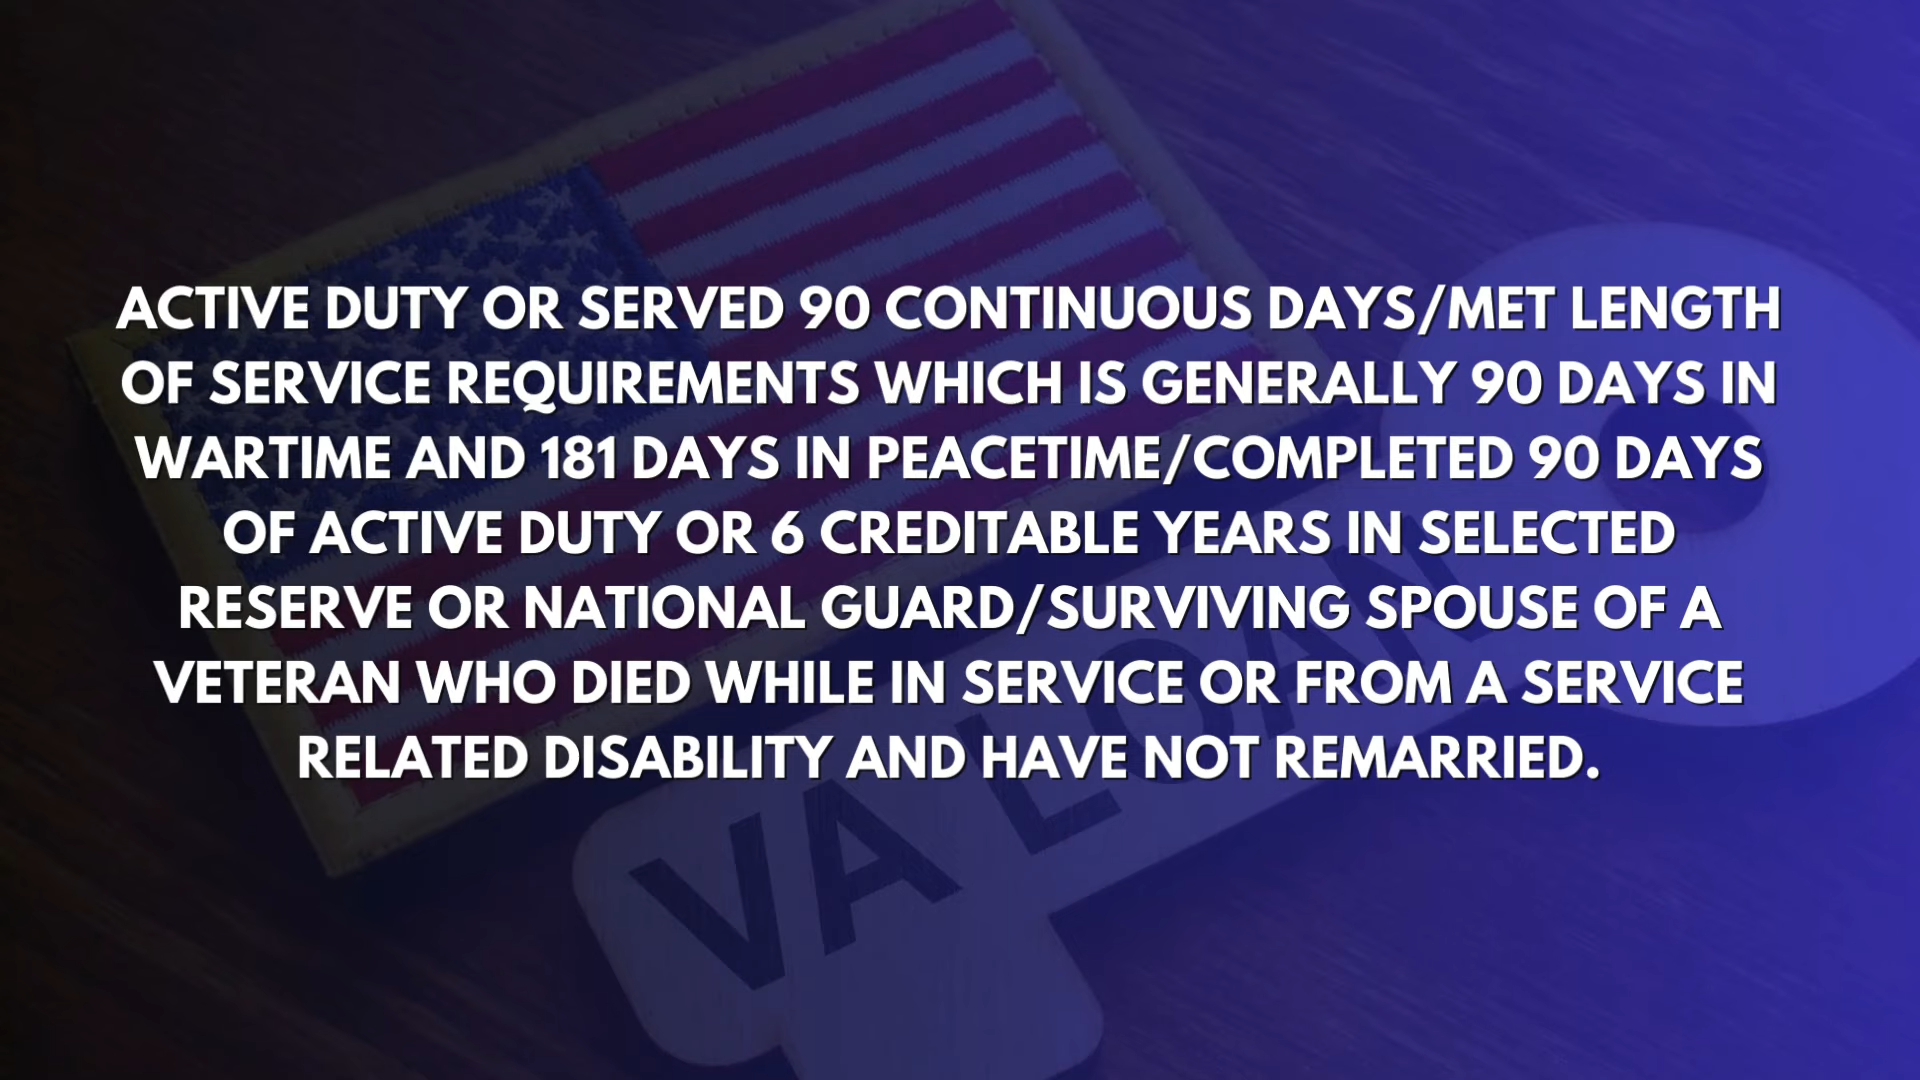 ACTIVE DUTY OR SERVED 90 CONTINUOUS DAYS/MET LENGTH
OF SERVICE REQUIREMENTS WHICH IS GENERALLY 90 DAYS IN
WARTIME AND 181 DAYS IN PEACETIME/COMPLETED 90 DAYS
OF ACTIVE DUTY OR 6 CREDITABLE YEARS IN SELECTED
RESERVE OR NATIONAL GUARD/SURVIVING SPOUSE OF A
VETERAN WHO DIED WHILE IN SERVICE OR FROM A SERVICE
RELATED DISABILITY AND HAVE NOT REMARRIED.
VA LOAN